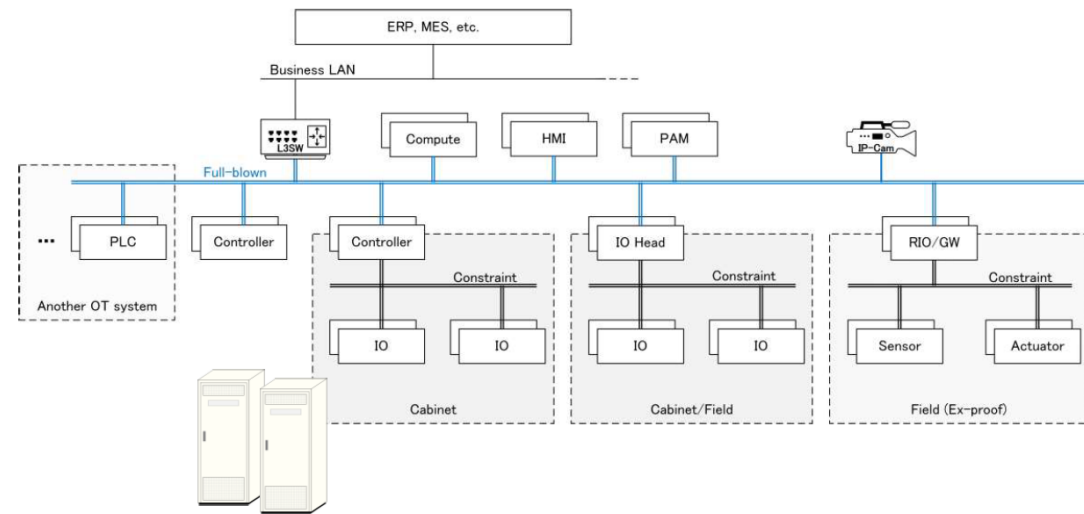 ERP, MES, etc.
Business LAN
L3SW
Compute
HMI
PAM
IP-Cam
Full-blown
...
PLC
Controller
Controller
IO Head
RIO/GW
Constraint
Constraint
Constraint
Another OT system
IO
IO
IO
IO
Sensor
Actuator
Cabinet
Cabinet/Field
Field (Ex-proof)